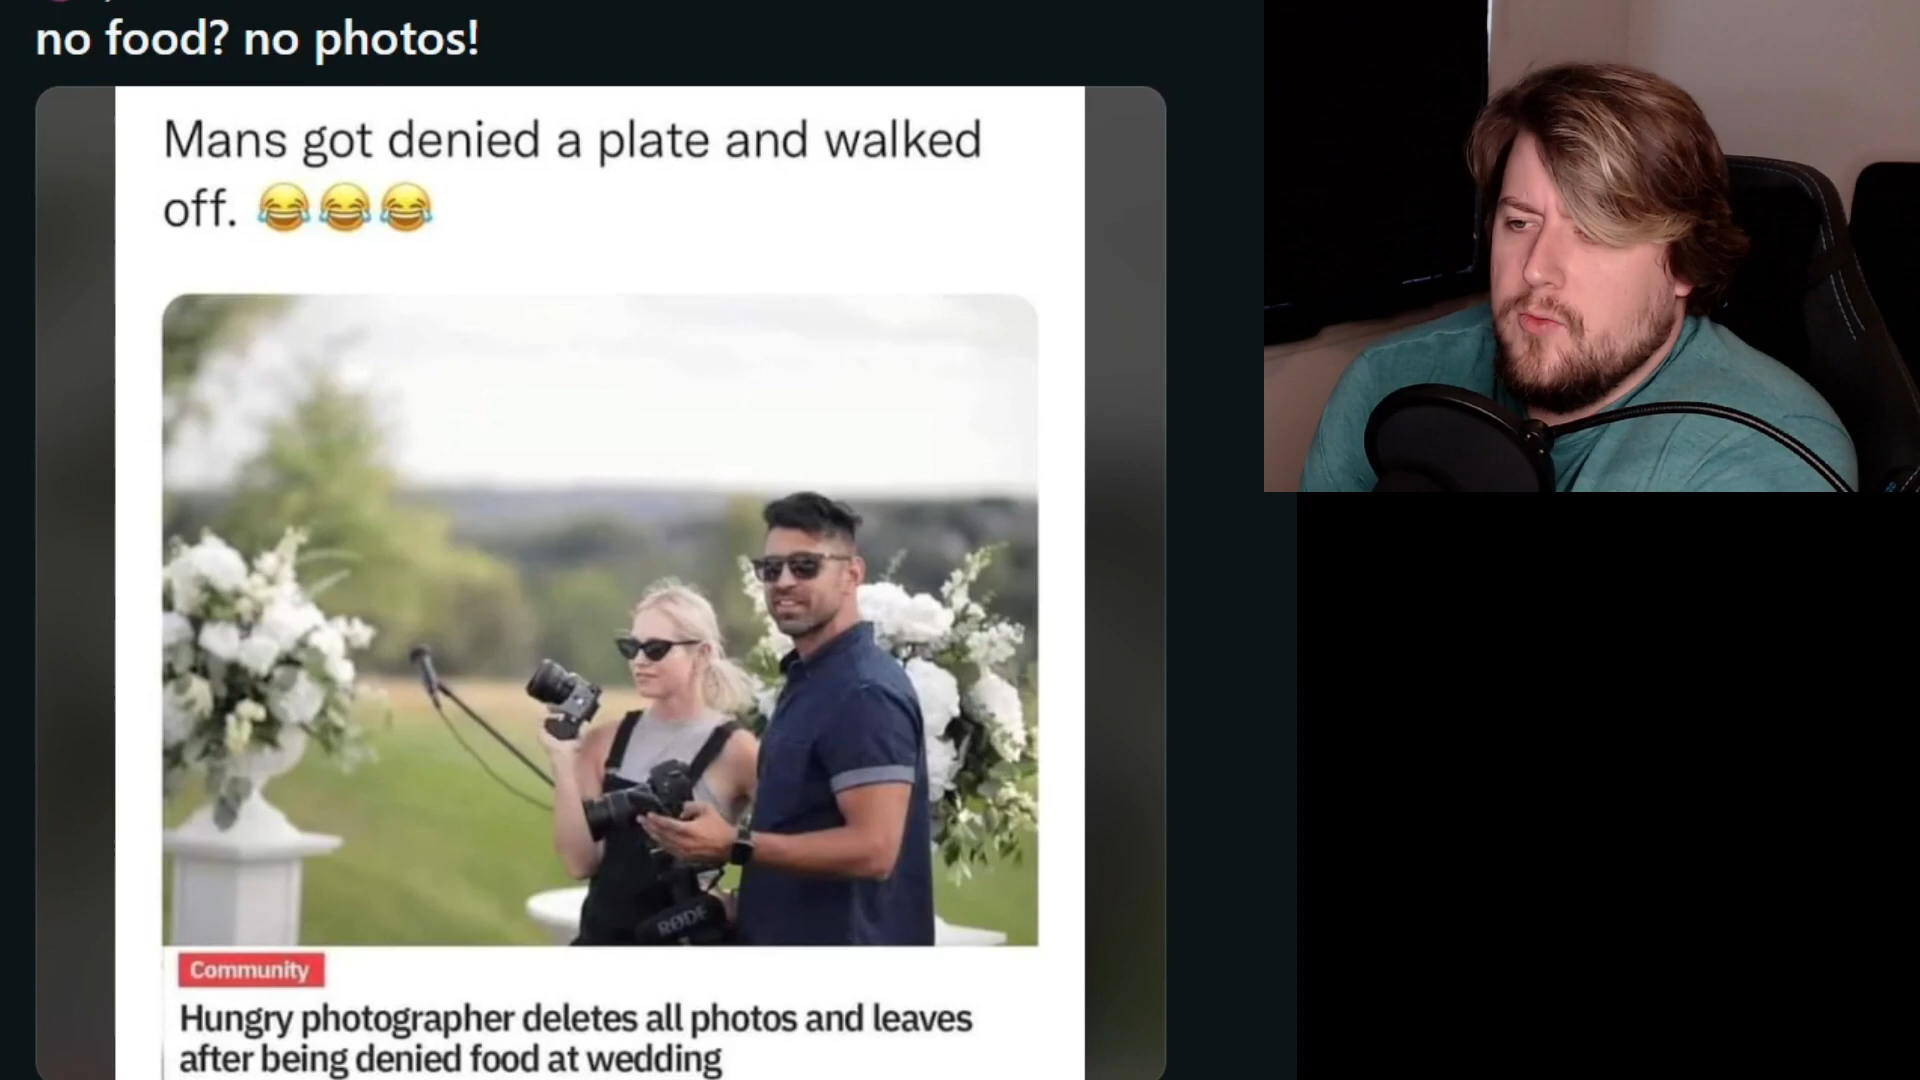 no food? no photos!
Mans got denied a plate and walked
off. 😂😂😂
RØDE
Community
Hungry photographer deletes all photos and leaves
after being denied food at wedding